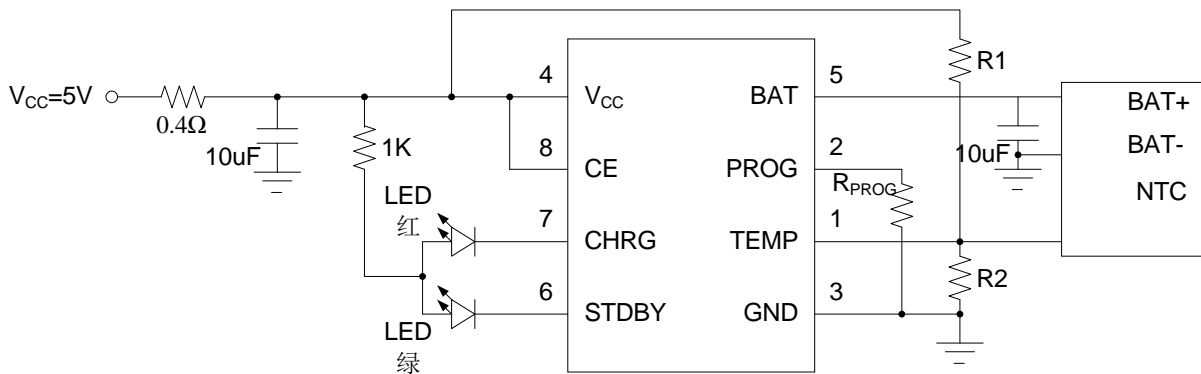 V_CC=5V
0.4Ω
10uF
1K
LED
红
LED
绿
4
8
7
6
V_CC
CE
CHRG
STDBY
BAT
PROG
TEMP
GND
5
2
1
3
R_PROG
R1
R2
10uF
BAT+
BAT-
NTC